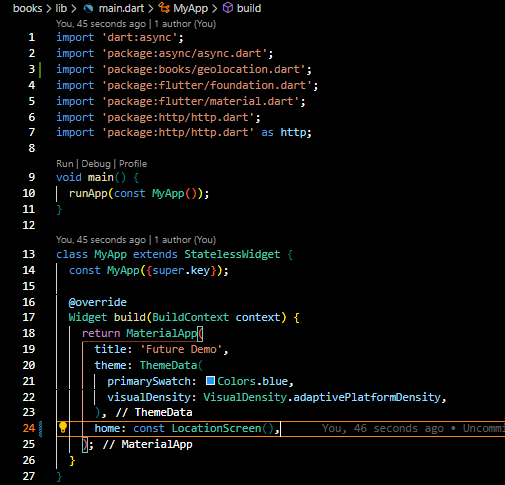 books > lib > main.dart > MyApp > build
You, 45 seconds ago | 1 author (You)
1 import 'dart:async';
2 import 'package:async/async.dart';
3 import 'package:books/geolocation.dart';
4 import 'package:flutter/foundation.dart';
5 import 'package:flutter/material.dart';
6 import 'package:http/http.dart';
7 import 'package:http/http.dart' as http;
8
Run | Debug | Profile
9 void main() {
10   runApp(const MyApp());
11 }
12
You, 45 seconds ago | 1 author (You)
13 class MyApp extends StatelessWidget {
14   const MyApp({super.key});
15
16   @override
17   Widget build(BuildContext context) {
18     return MaterialApp(
19       title: 'Future Demo',
20       theme: ThemeData(
21         primarySwatch: Colors.blue,
22         visualDensity: VisualDensity.adaptivePlatformDensity,
23       ), // ThemeData
24       home: const LocationScreen(), You, 46 seconds ago • Uncommi
25     ); // MaterialApp
26   }
27 }